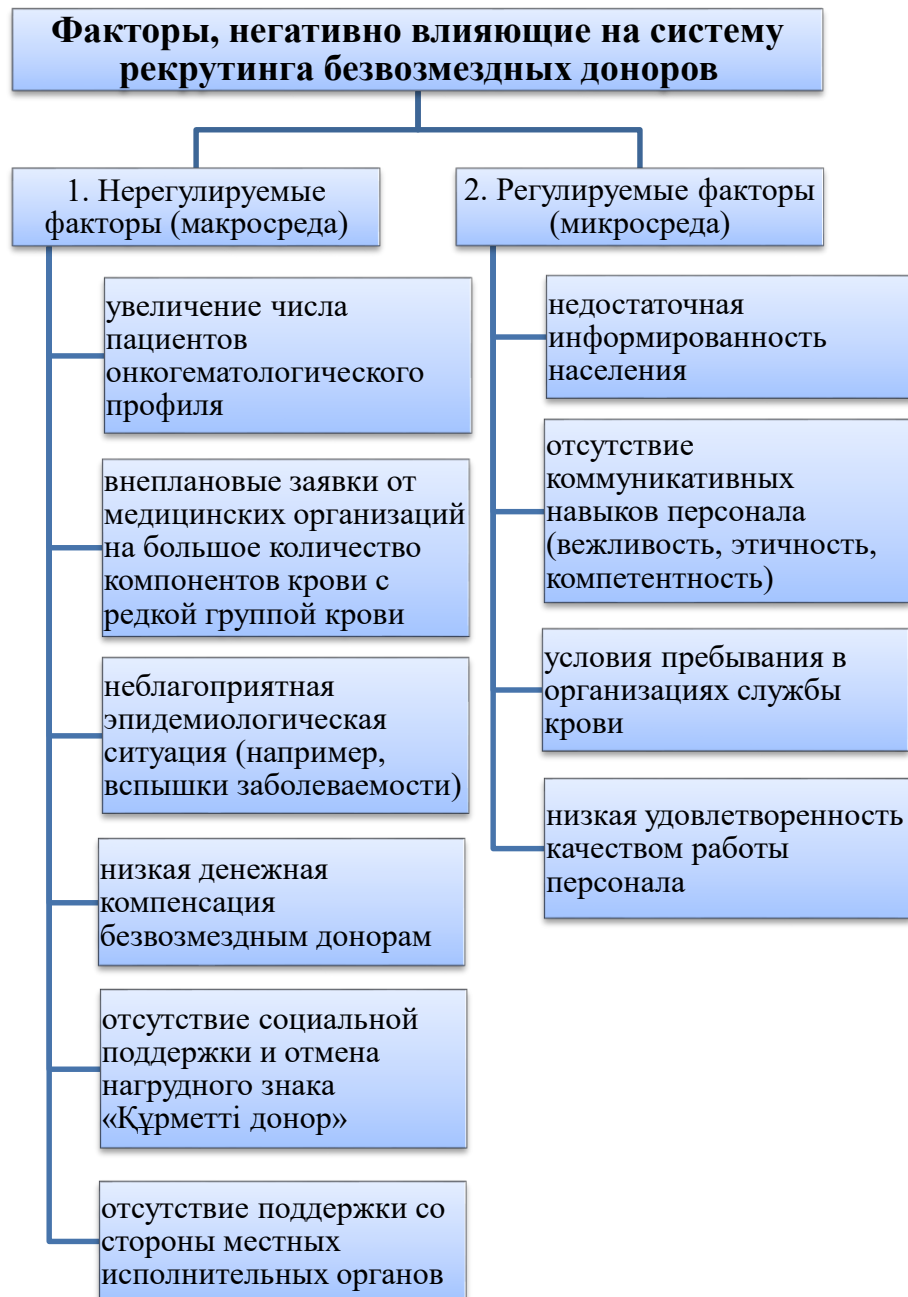 Факторы, негативно влияющие на систему
рекрутинга безвозмездных доноров
1. Нерегулируемые
факторы (макросреда)
увеличение числа
пациентов
онкогематологического
профиля
внеплановые заявки от
медицинских организаций
на большое количество
компонентов крови с
редкой группой крови
неблагоприятная
эпидемиологическая
ситуация (например,
вспышки заболеваемости)
низкая денежная
компенсация
безвозмездным донорам
отсутствие социальной
поддержки и отмена
нагрудного знака
«Құрметті донор»
отсутствие поддержки со
стороны местных
исполнительных органов
2. Регулируемые факторы
(микросреда)
недостаточная
информированность
населения
отсутствие
коммуникативных
навыков персонала
(вежливость, этичность,
компетентность)
условия пребывания в
организациях службы
крови
низкая удовлетворенность
качеством работы
персонала